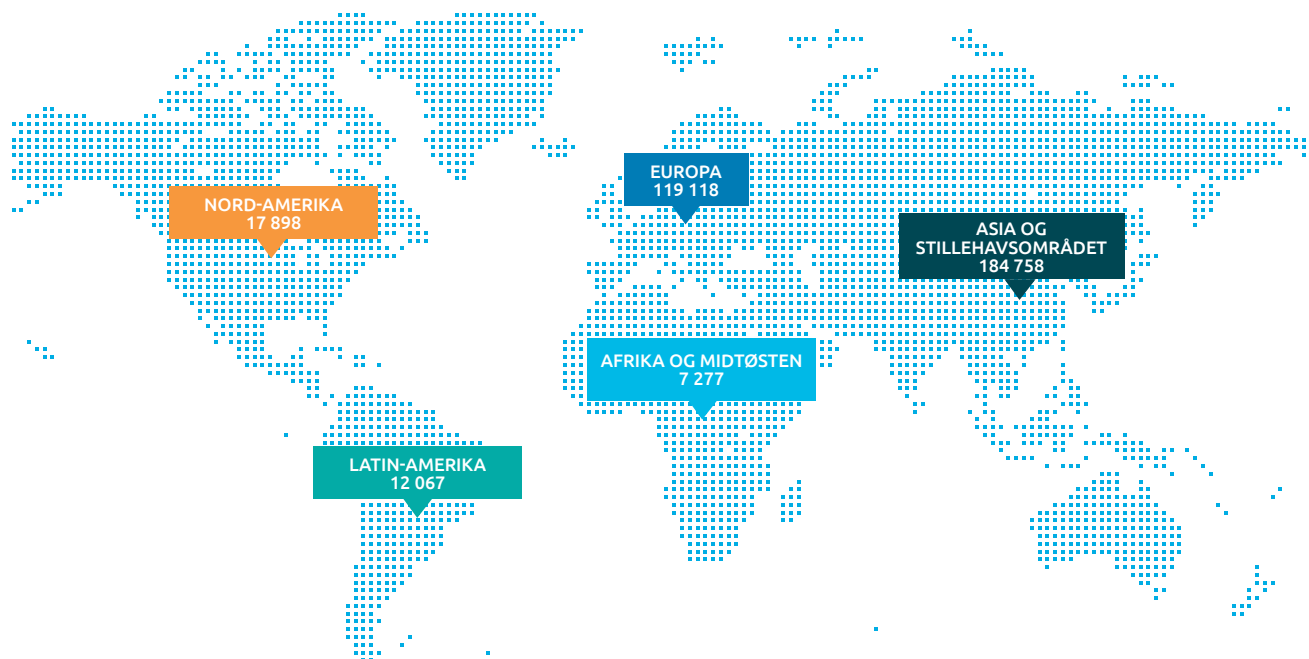 NORD-AMERIKA
17 898
EUROPA
119 118
ASIA OG
STILLEHAVSOMRÅDET
184 758
AFRIKA OG MIDTØSTEN
7 277
LATIN-AMERIKA
12 067